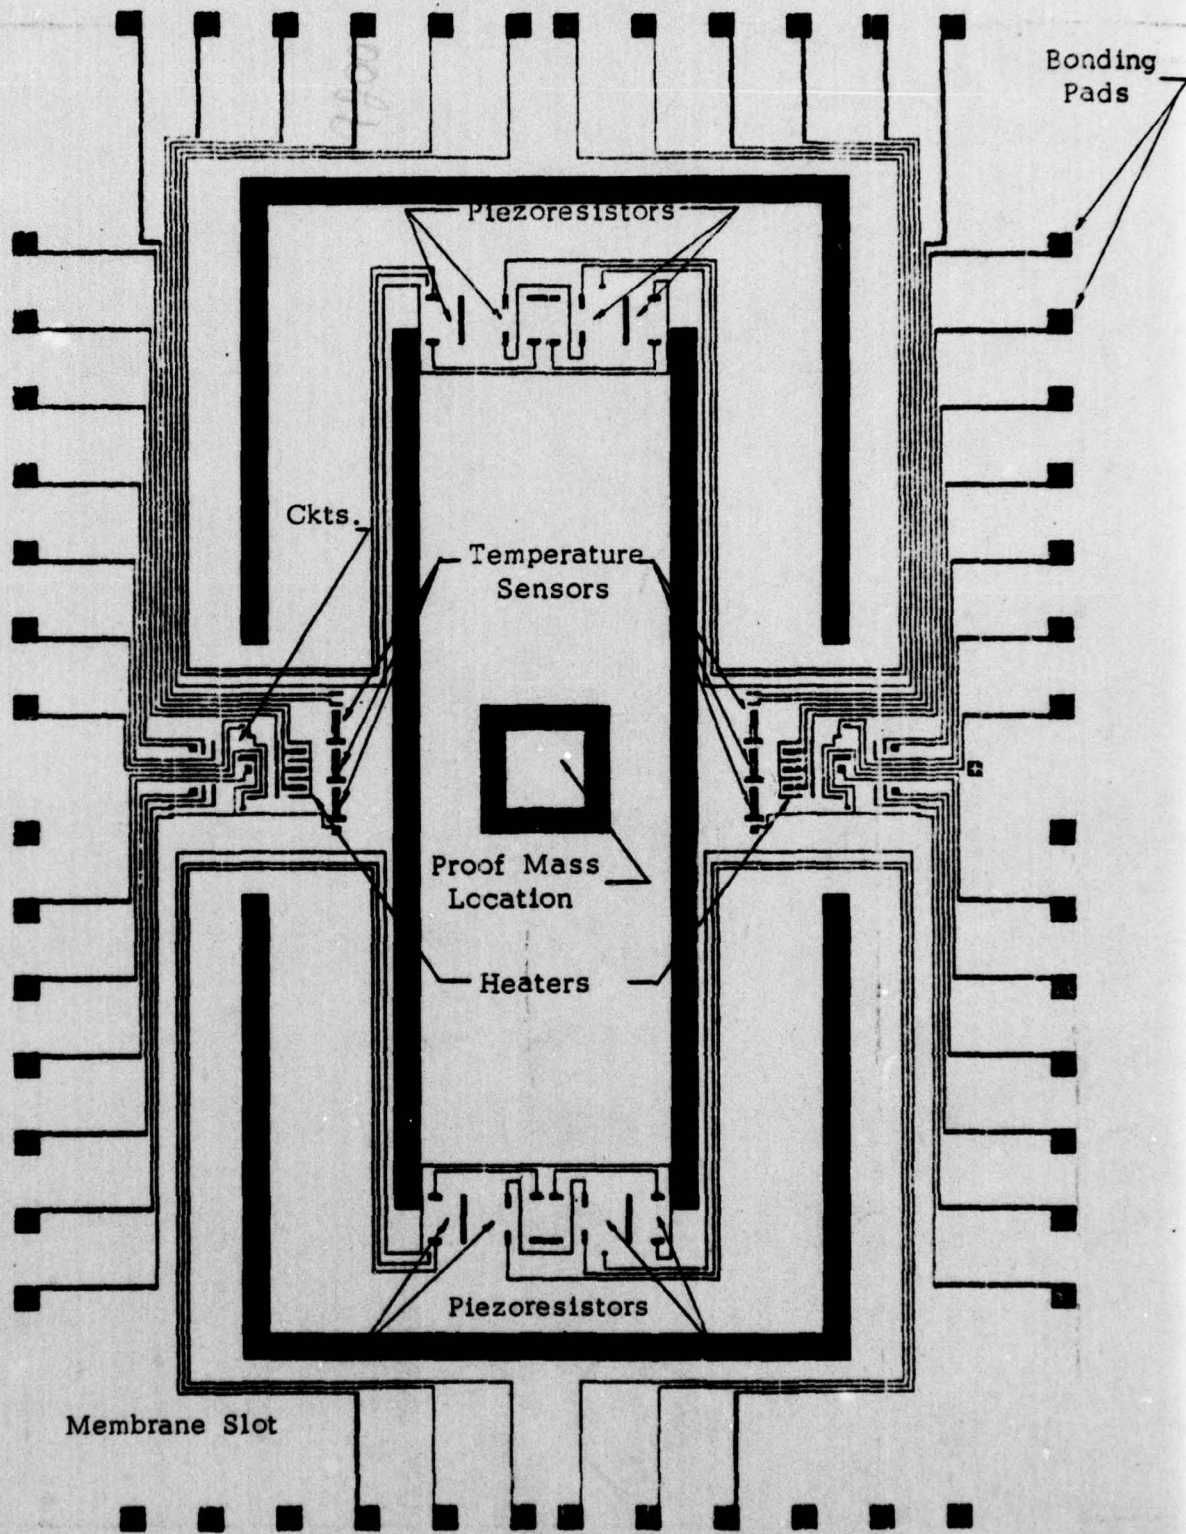 Bonding
Pads
Piezoresistors
Ckts.
Temperature
Sensors
Proof Mass
Location
Heaters
Piezoresistors
Membrane Slot